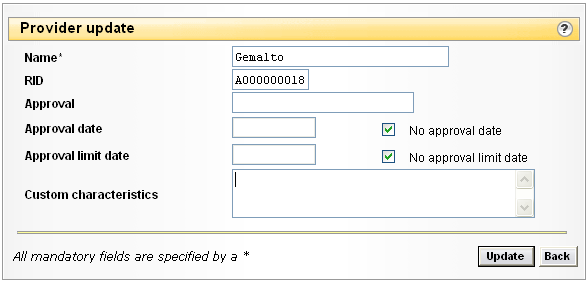 Provider update ?
Name* Gemalto
RID A000000018
Approval
Approval date No approval date
Approval limit date No approval limit date
Custom characteristics
All mandatory fields are specified by a * Update Back